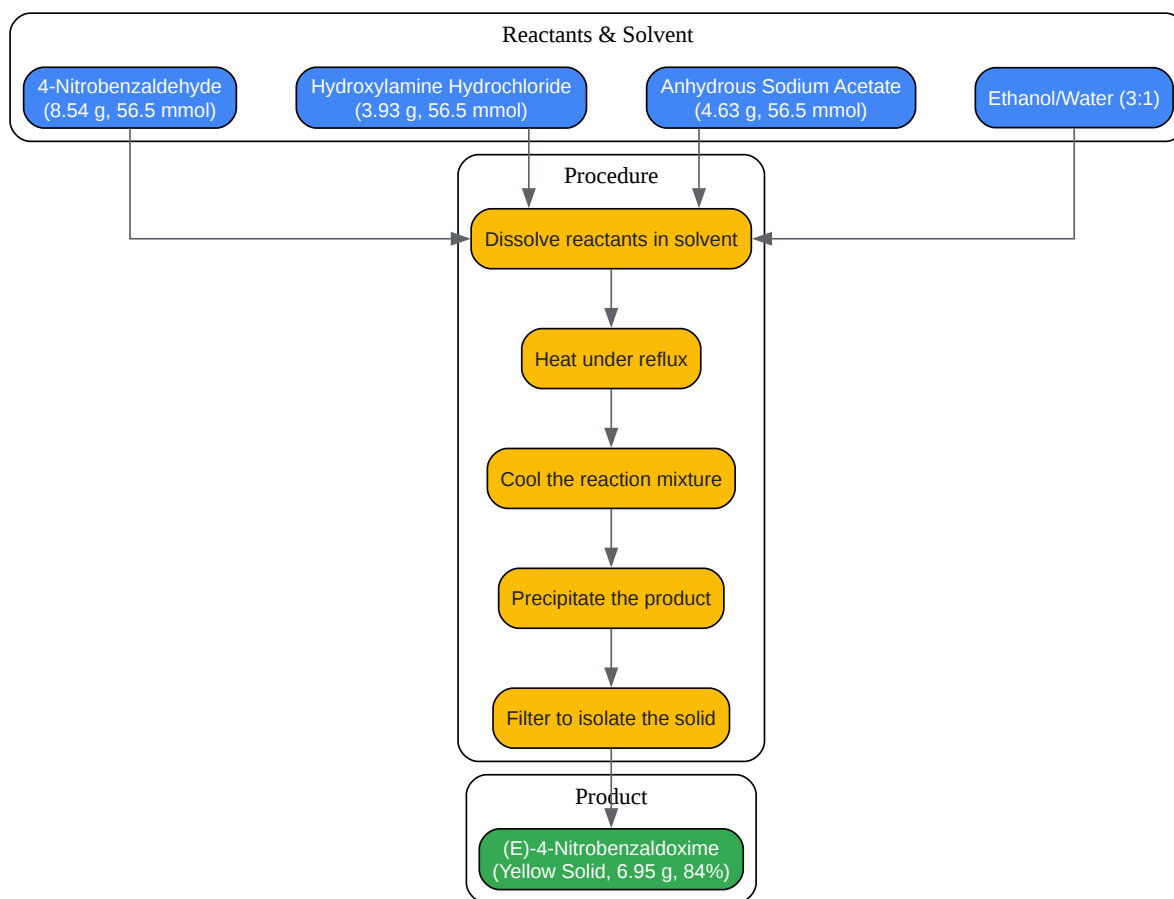 Reactants & Solvent
4-Nitrobenzaldehyde
(8.54 g, 56.5 mmol)
Hydroxylamine Hydrochloride
(3.93 g, 56.5 mmol)
Anhydrous Sodium Acetate
(4.63 g, 56.5 mmol)
Ethanol/Water (3:1)
Procedure
Dissolve reactants in solvent
Heat under reflux
Cool the reaction mixture
Precipitate the product
Filter to isolate the solid
Product
(E)-4-Nitrobenzaldoxime
(Yellow Solid, 6.95 g, 84%)